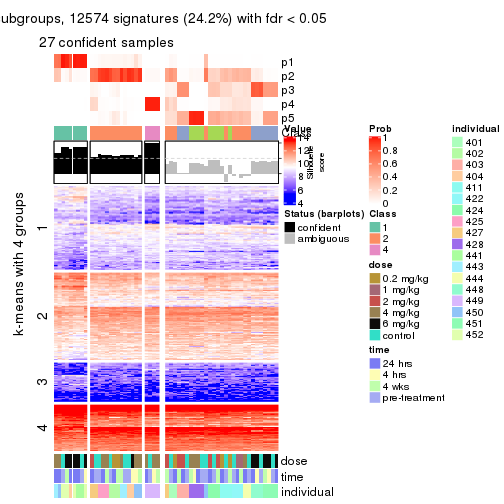 ubgroups, 12574 signatures (24.2%) with fdr < 0.05
27 confident samples
p1
p2
p3
p4
p5
Class
k-means with 4 groups
1
2
3
4
Value
14
12
10
8
6
4
Silhouette
score
Status (barplots)
confident
ambiguous
Prob
1
0.8
0.6
0.4
0.2
0
Class
1
2
4
dose
0.2 mg/kg
1 mg/kg
2 mg/kg
4 mg/kg
6 mg/kg
control
time
24 hrs
4 hrs
4 wks
pre-treatment
individual
401
402
403
404
411
422
424
425
427
428
441
443
444
448
449
450
451
452
dose
time
individual